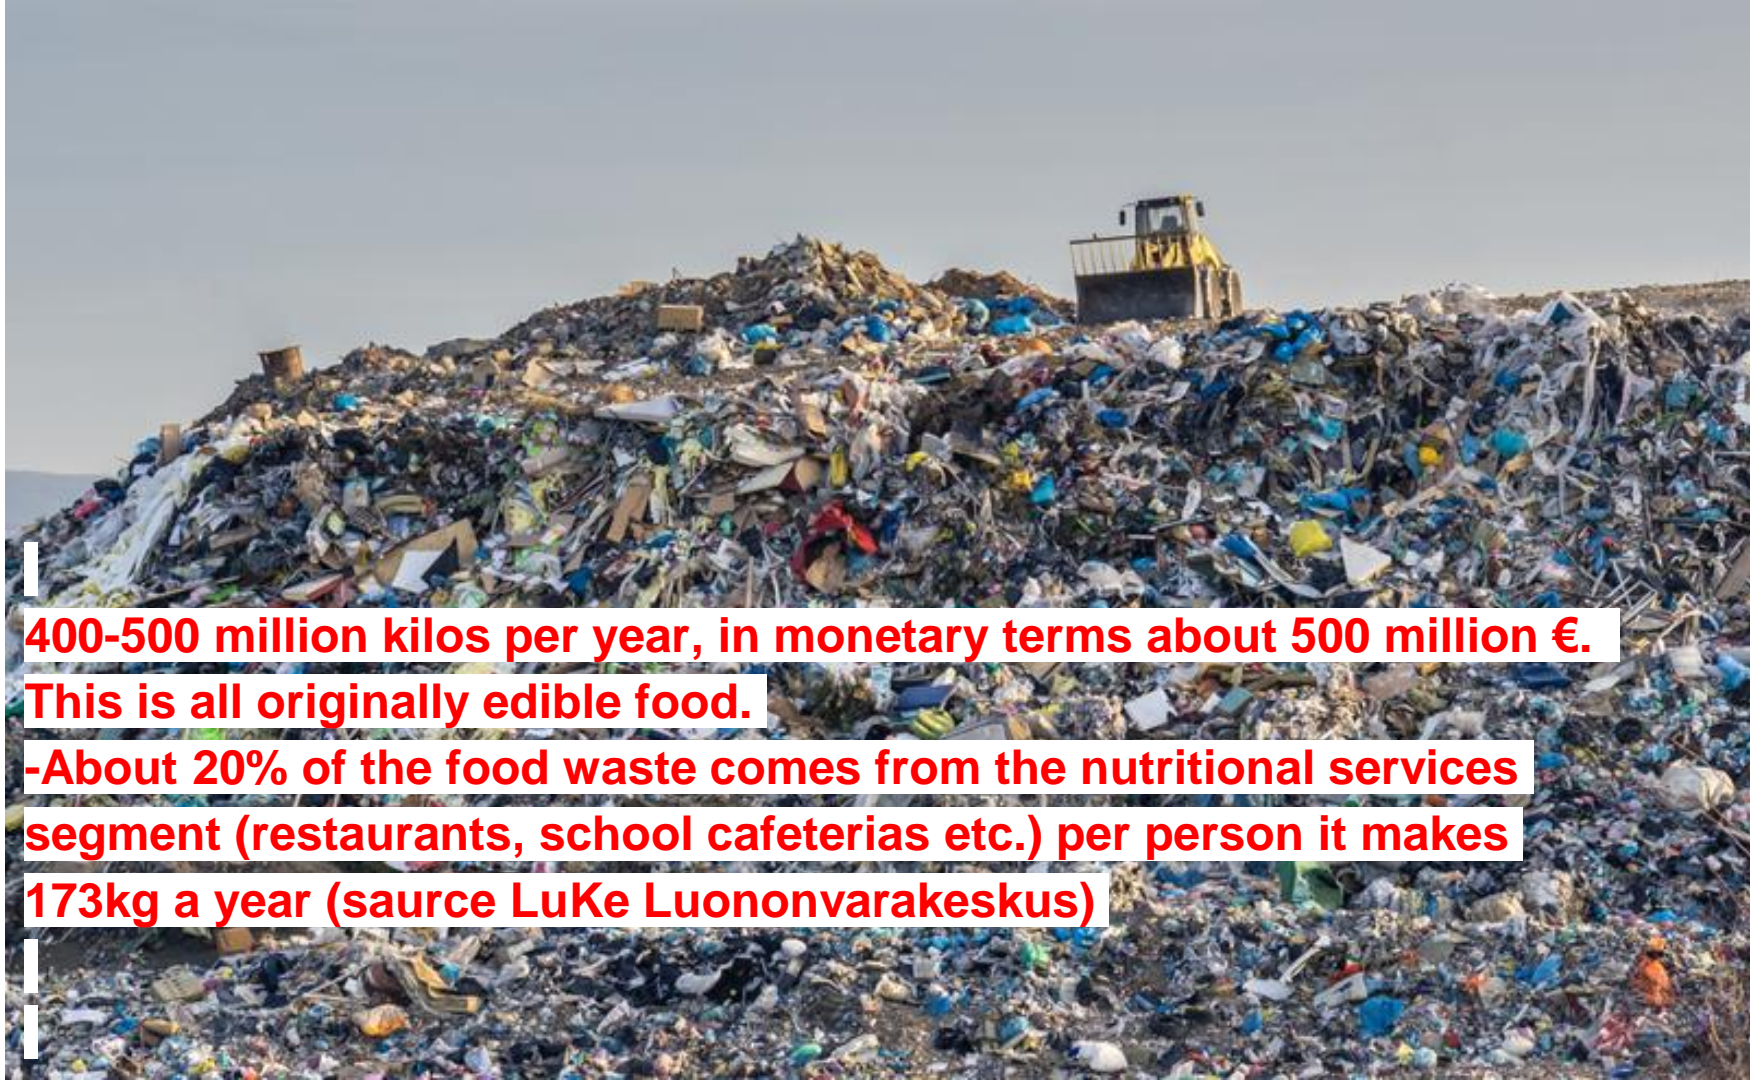 400-500 million kilos per year, in monetary terms about 500 million €.
This is all originally edible food.
-About 20% of the food waste comes from the nutritional services
segment (restaurants, school cafeterias etc.) per person it makes
173kg a year (saurce LuKe Luononvarakeskus)